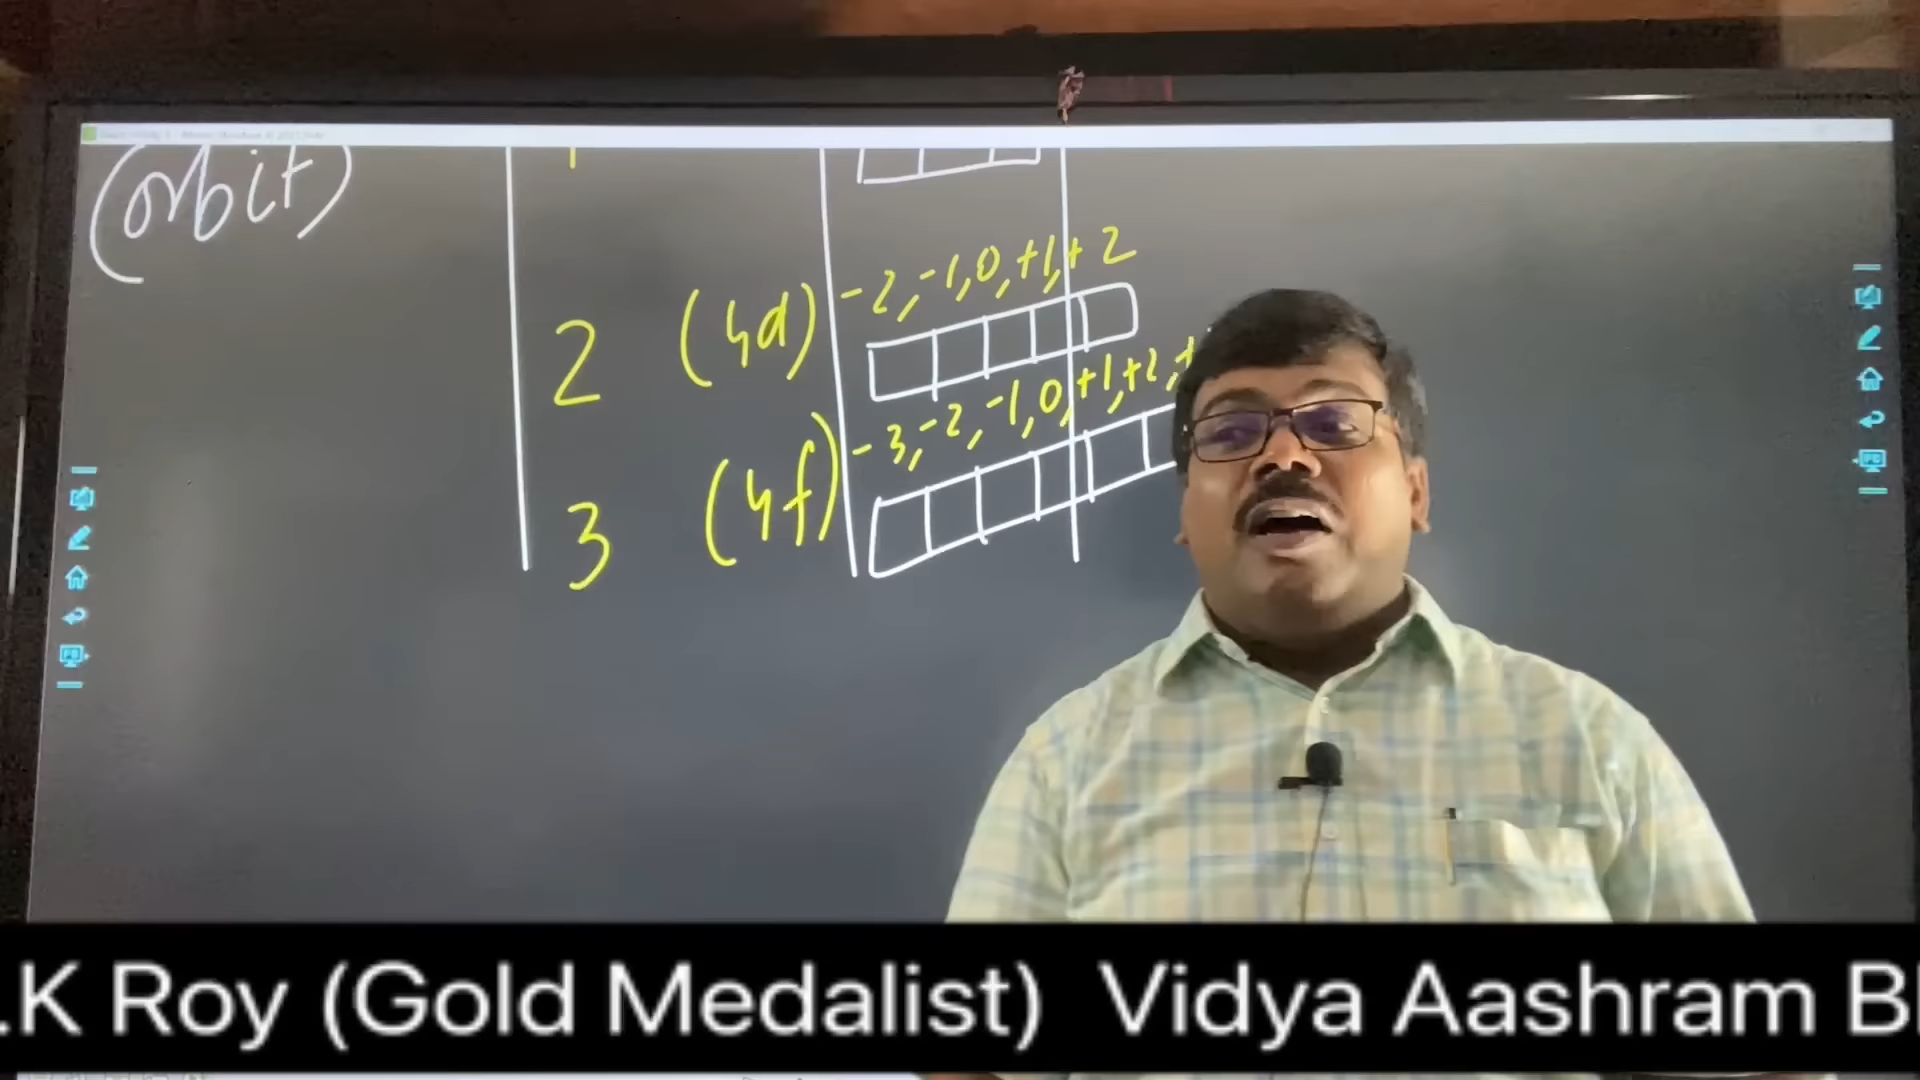 (orbit)
1
-2, -1, 0, +1, + 2
2 (4d)
-3, -2, -1, 0, +1, +2, +
3 (4f)
.K Roy (Gold Medalist) Vidya Aashram B